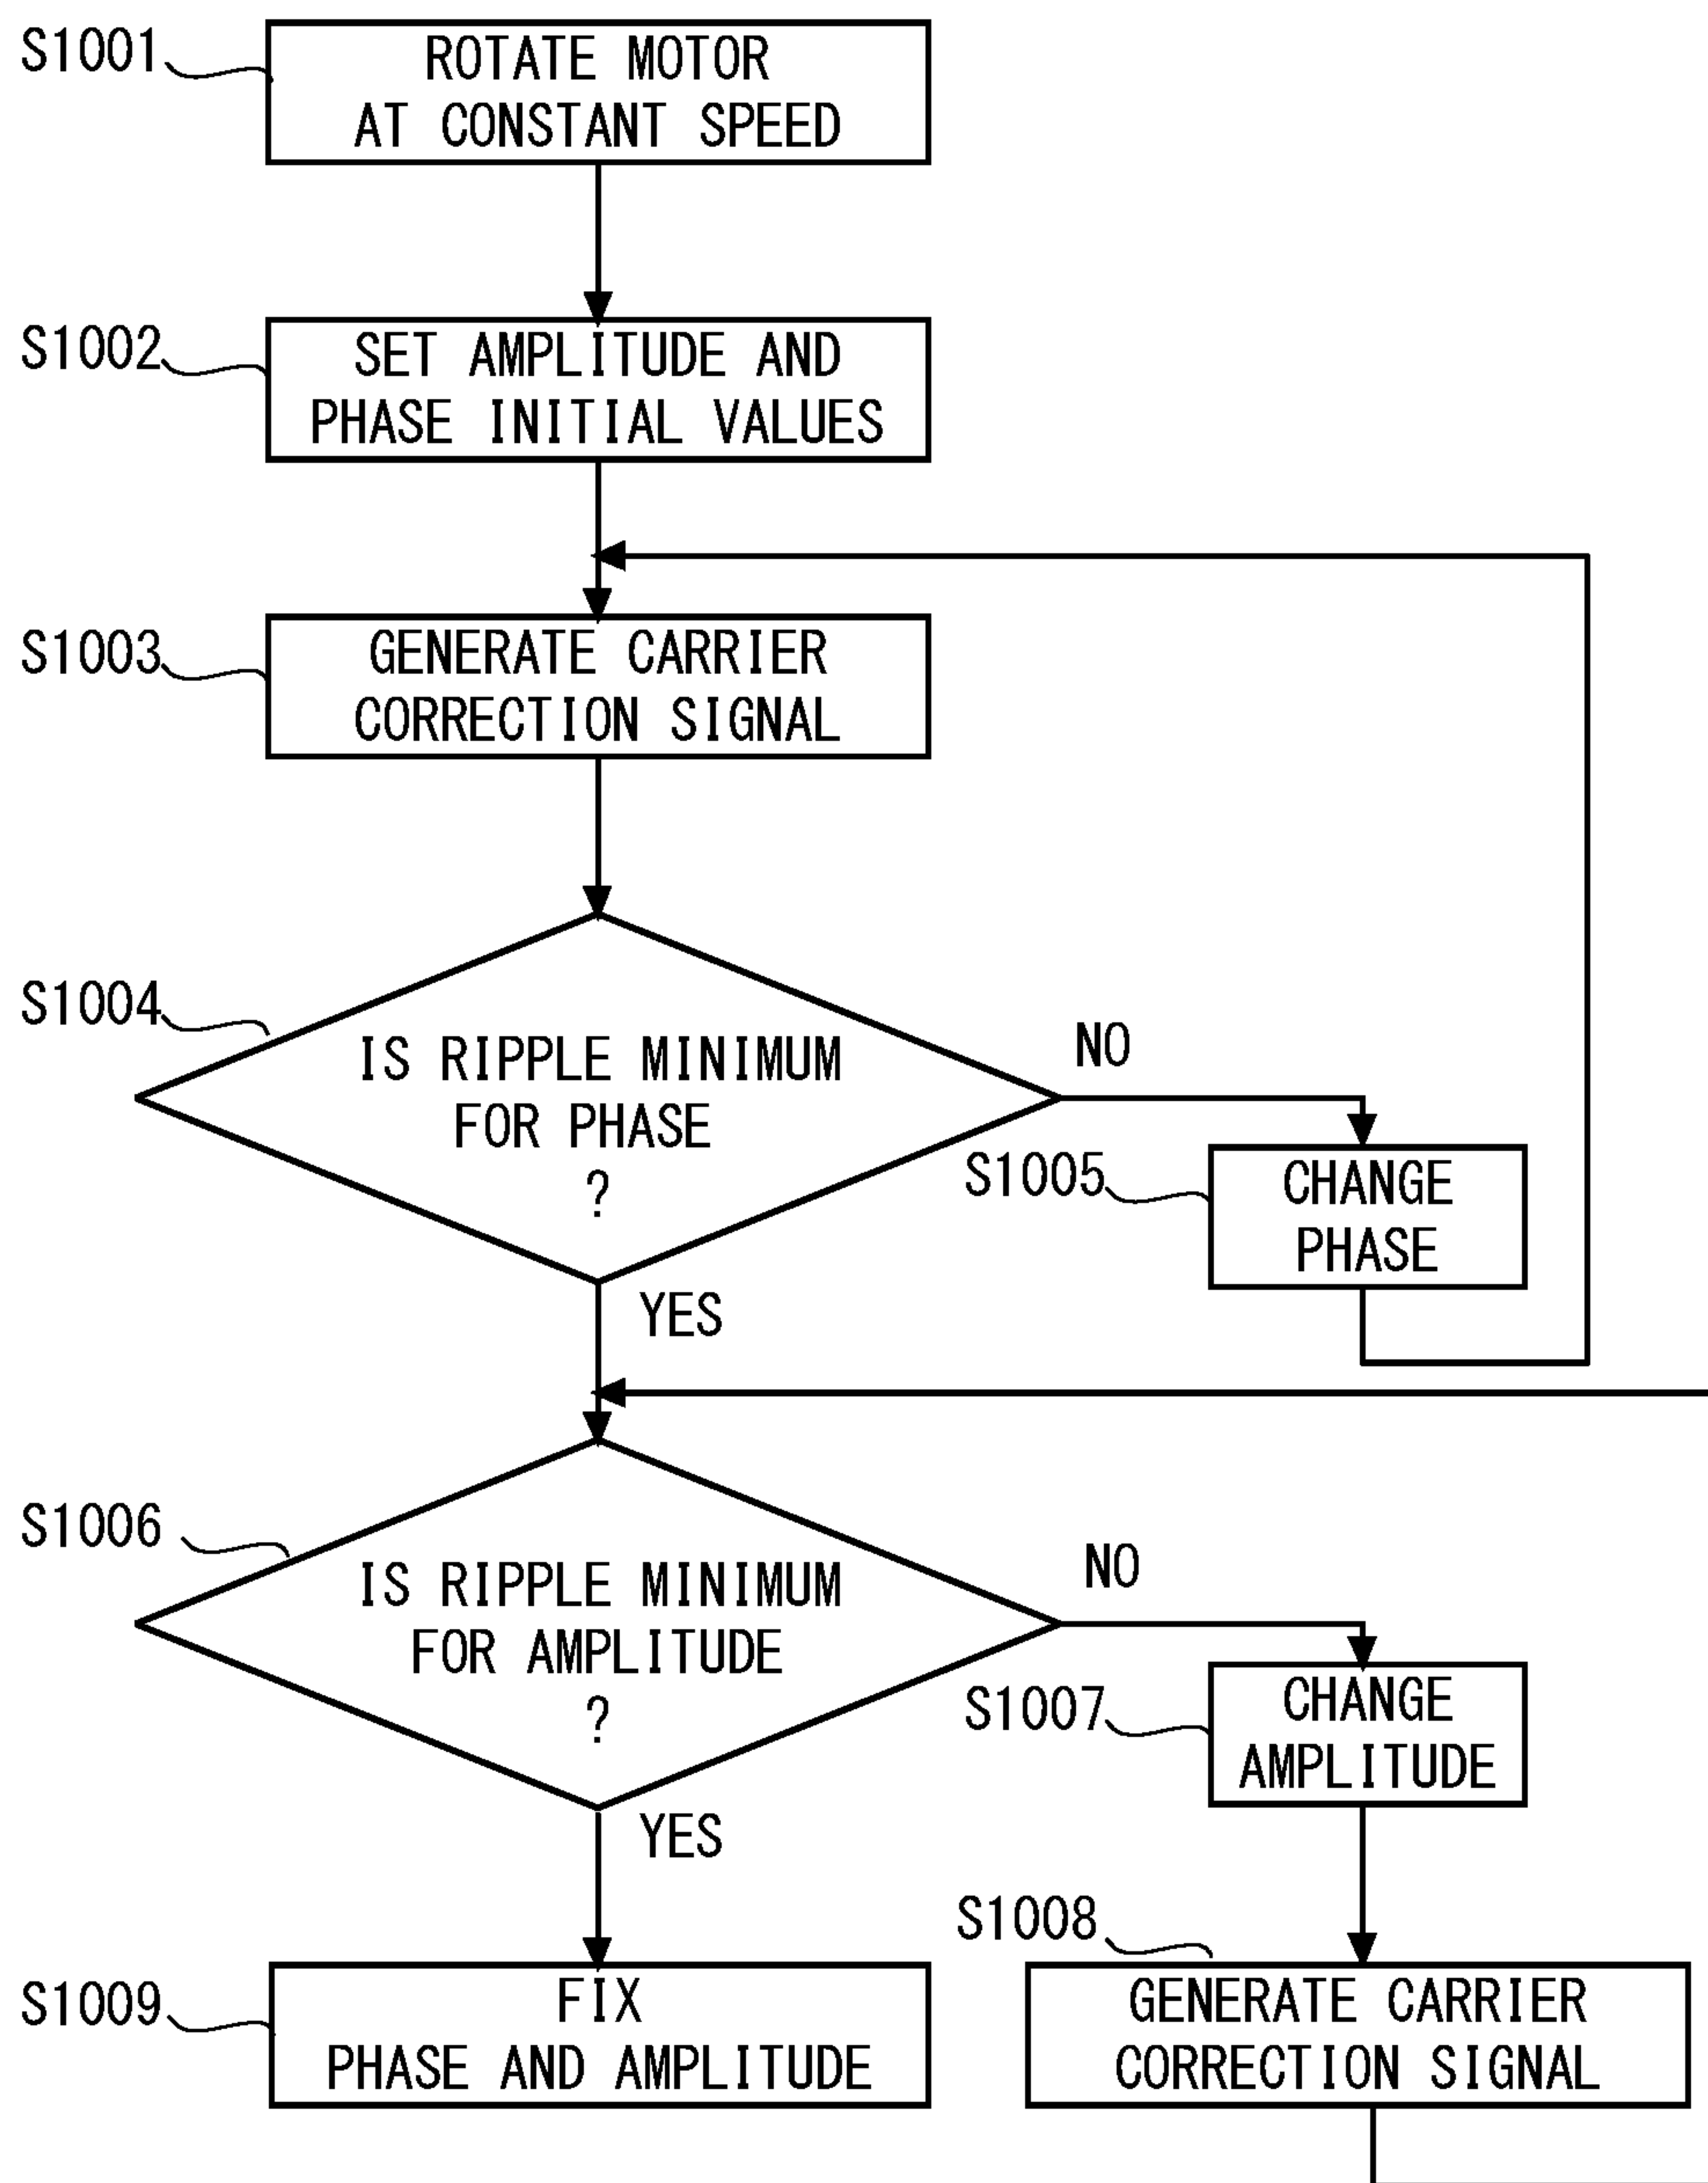 S1001
ROTATE MOTOR
AT CONSTANT SPEED
S1002
SET AMPLITUDE AND
PHASE INITIAL VALUES
S1003
GENERATE CARRIER
CORRECTION SIGNAL
S1004
IS RIPPLE MINIMUM
FOR PHASE
?
NO
S1005
CHANGE
PHASE
YES
S1006
IS RIPPLE MINIMUM
FOR AMPLITUDE
?
NO
S1007
CHANGE
AMPLITUDE
YES
S1008
GENERATE CARRIER
CORRECTION SIGNAL
S1009
FIX
PHASE AND AMPLITUDE